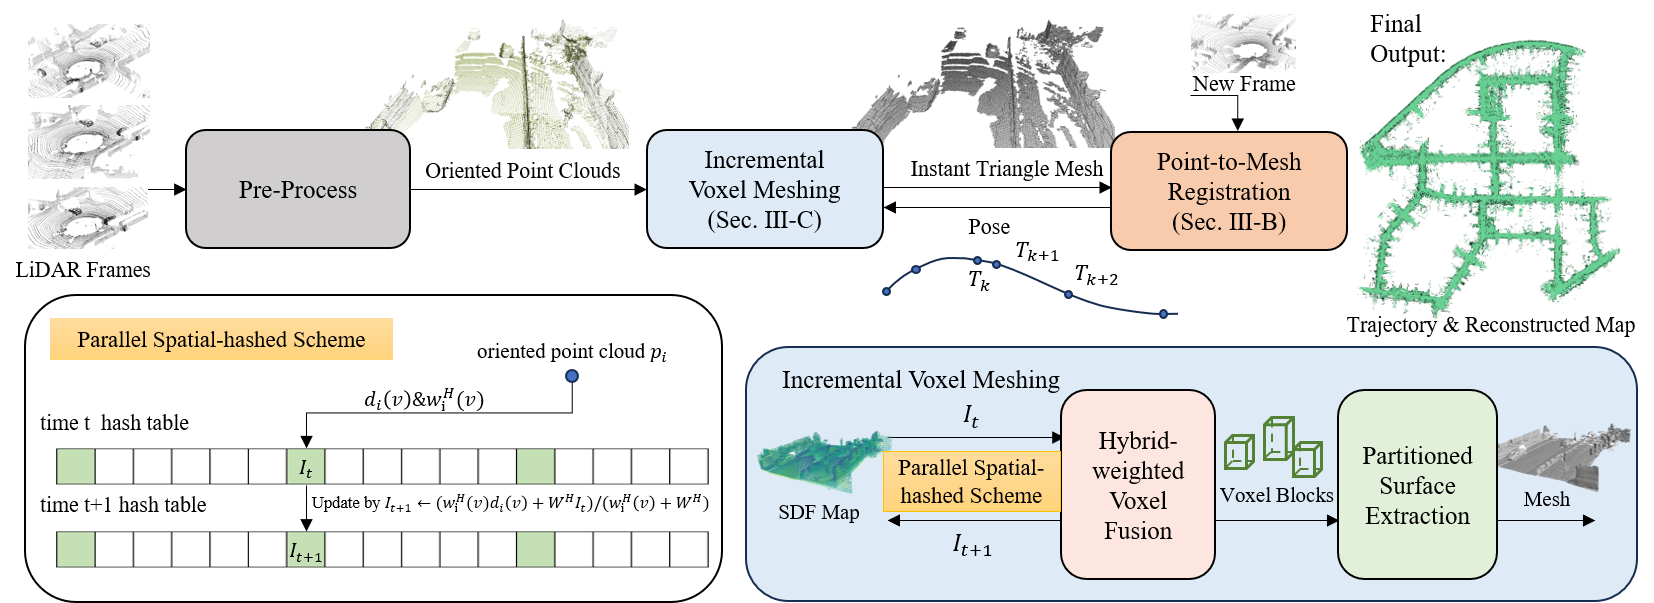 LiDAR Frames
Pre-Process
Oriented Point Clouds
Incremental
Voxel Meshing
(Sec. III-C)
Instant Triangle Mesh
Pose
New Frame
Point-to-Mesh
Registration
(Sec. III-B)
T_k
T_{k+1}
T_{k+2}
Final
Output:
Trajectory & Reconstructed Map
Parallel Spatial-hashed Scheme
oriented point cloud p_i
d_i(v)&w_i^H(v)
time t hash table
I_t
time t+1 hash table
Update by I_{t+1} ← (w_i^H(v)d_i(v) + W^H I_t)/(w_i^H(v) + W^H)
I_{t+1}
Incremental Voxel Meshing
SDF Map
I_t
Parallel Spatial-
hashed Scheme
I_{t+1}
Hybrid-
weighted
Voxel
Fusion
Voxel Blocks
Partitioned
Surface
Extraction
Mesh